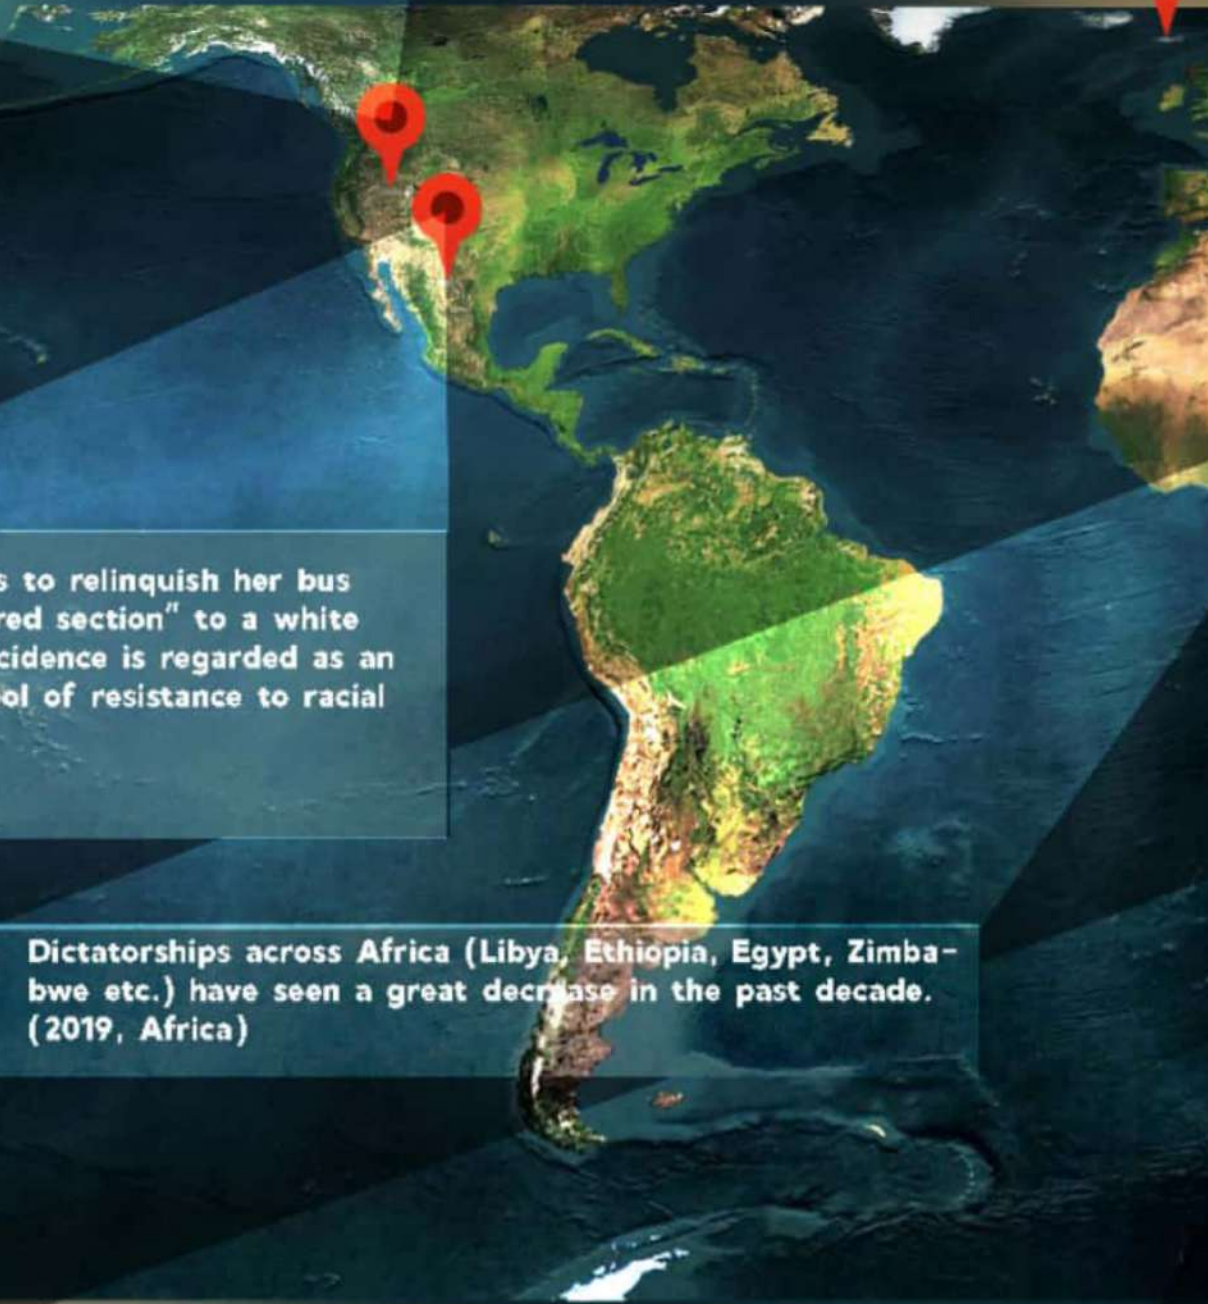 s to relinquish her bus
red section" to a white
cidence is regarded as an
ol of resistance to racial
Dictatorships across Africa (Libya, Ethiopia, Egypt, Zimba-
bwe etc.) have seen a great decrease in the past decade.
(2019, Africa)